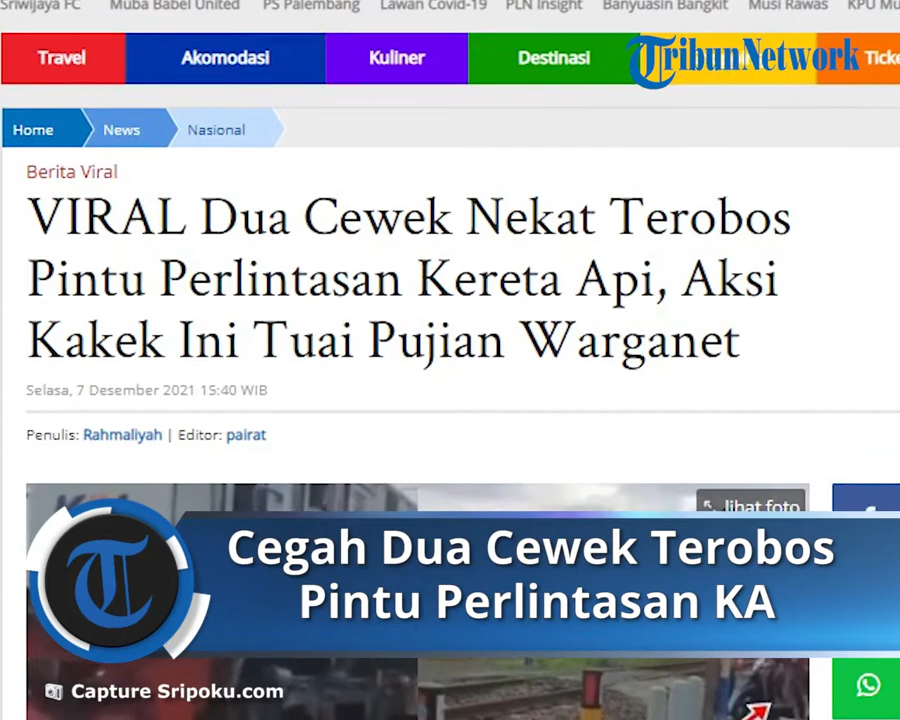 Sriwijaya FC Muba Babel United PS Palembang Lawan Covid-19 PLN Insight Banyuasin Bangkit Musi Rawas KPU
Travel Akomodasi Kuliner Destinasi
TribunNetwork
Home News Nasional
Berita Viral
VIRAL Dua Cewek Nekat Terobos
Pintu Perlintasan Kereta Api, Aksi
Kakek Ini Tuai Pujian Warganet
Selasa, 7 Desember 2021 15:40 WIB
Penulis: Rahmaliyah | Editor: pairat
lihat foto
Cegah Dua Cewek Terobos
Pintu Perlintasan KA
Capture Sripoku.com